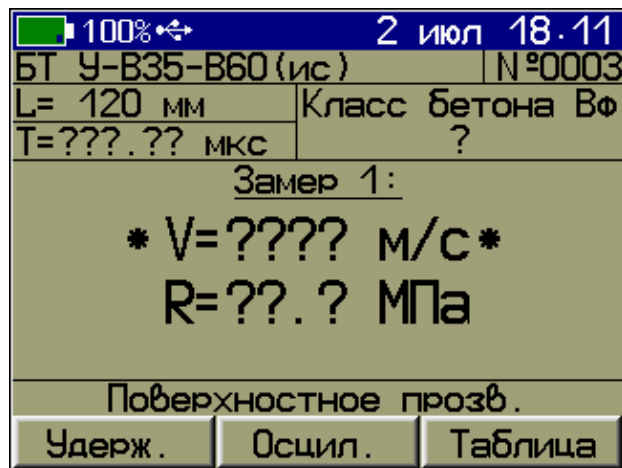 100% 2 июл 18.11
БТ У-В35-В60(ис) №0003
L= 120 мм
Класс бетона Вф
T=???.?? мкс
?
Замер 1:
*V=???? м/с*
R=??.? МПа
Поверхностное прозв.
Удерж. Осцил. Таблица